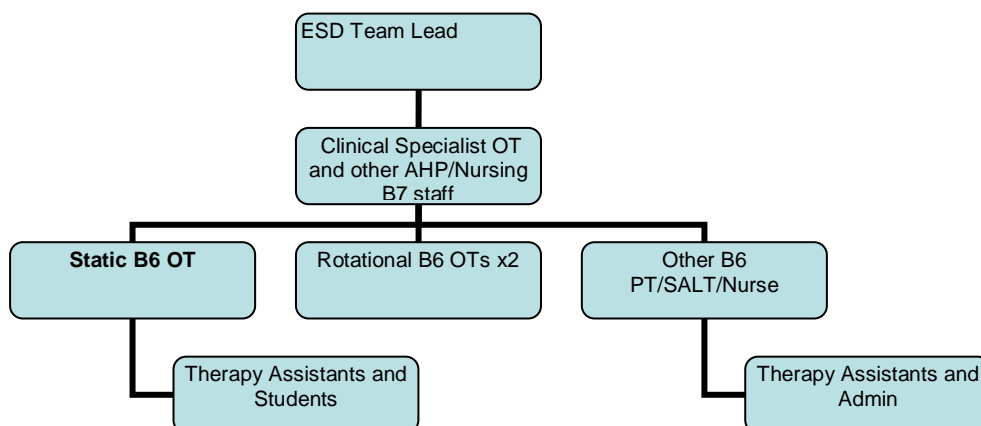 ESD Team Lead
Clinical Specialist OT
and other AHP/Nursing
B7 staff
Static B6 OT
Rotational B6 OTs x2
Other B6
PT/SALT/Nurse
Therapy Assistants and
Students
Therapy Assistants and
Admin